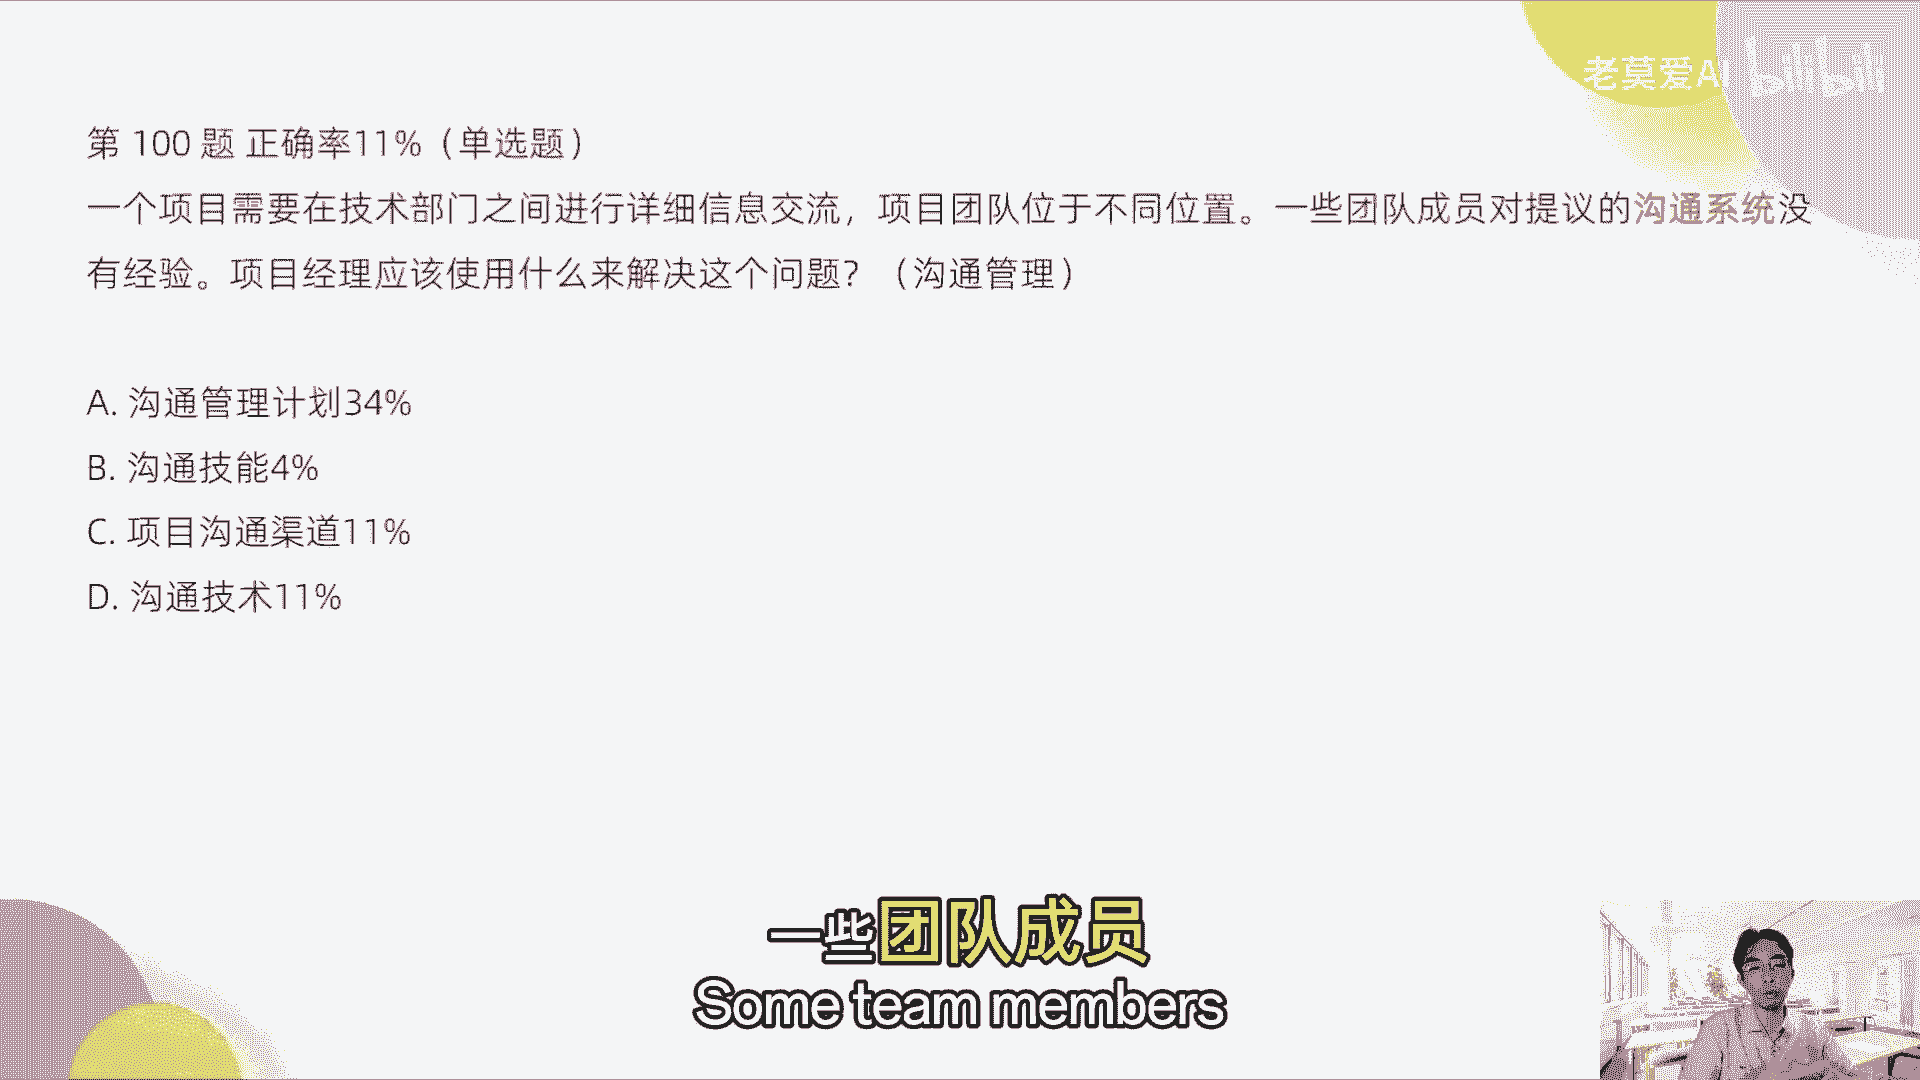 老莫爱AI bilibili
第 100 题 正确率11%（单选题）
一个项目需要在技术部门之间进行详细信息交流，项目团队位于不同位置。一些团队成员对提议的沟通系统没
有经验。项目经理应该使用什么来解决这个问题？（沟通管理）
A. 沟通管理计划34%
B. 沟通技能4%
C. 项目沟通渠道11%
D. 沟通技术11%
一些团队成员
Some team members